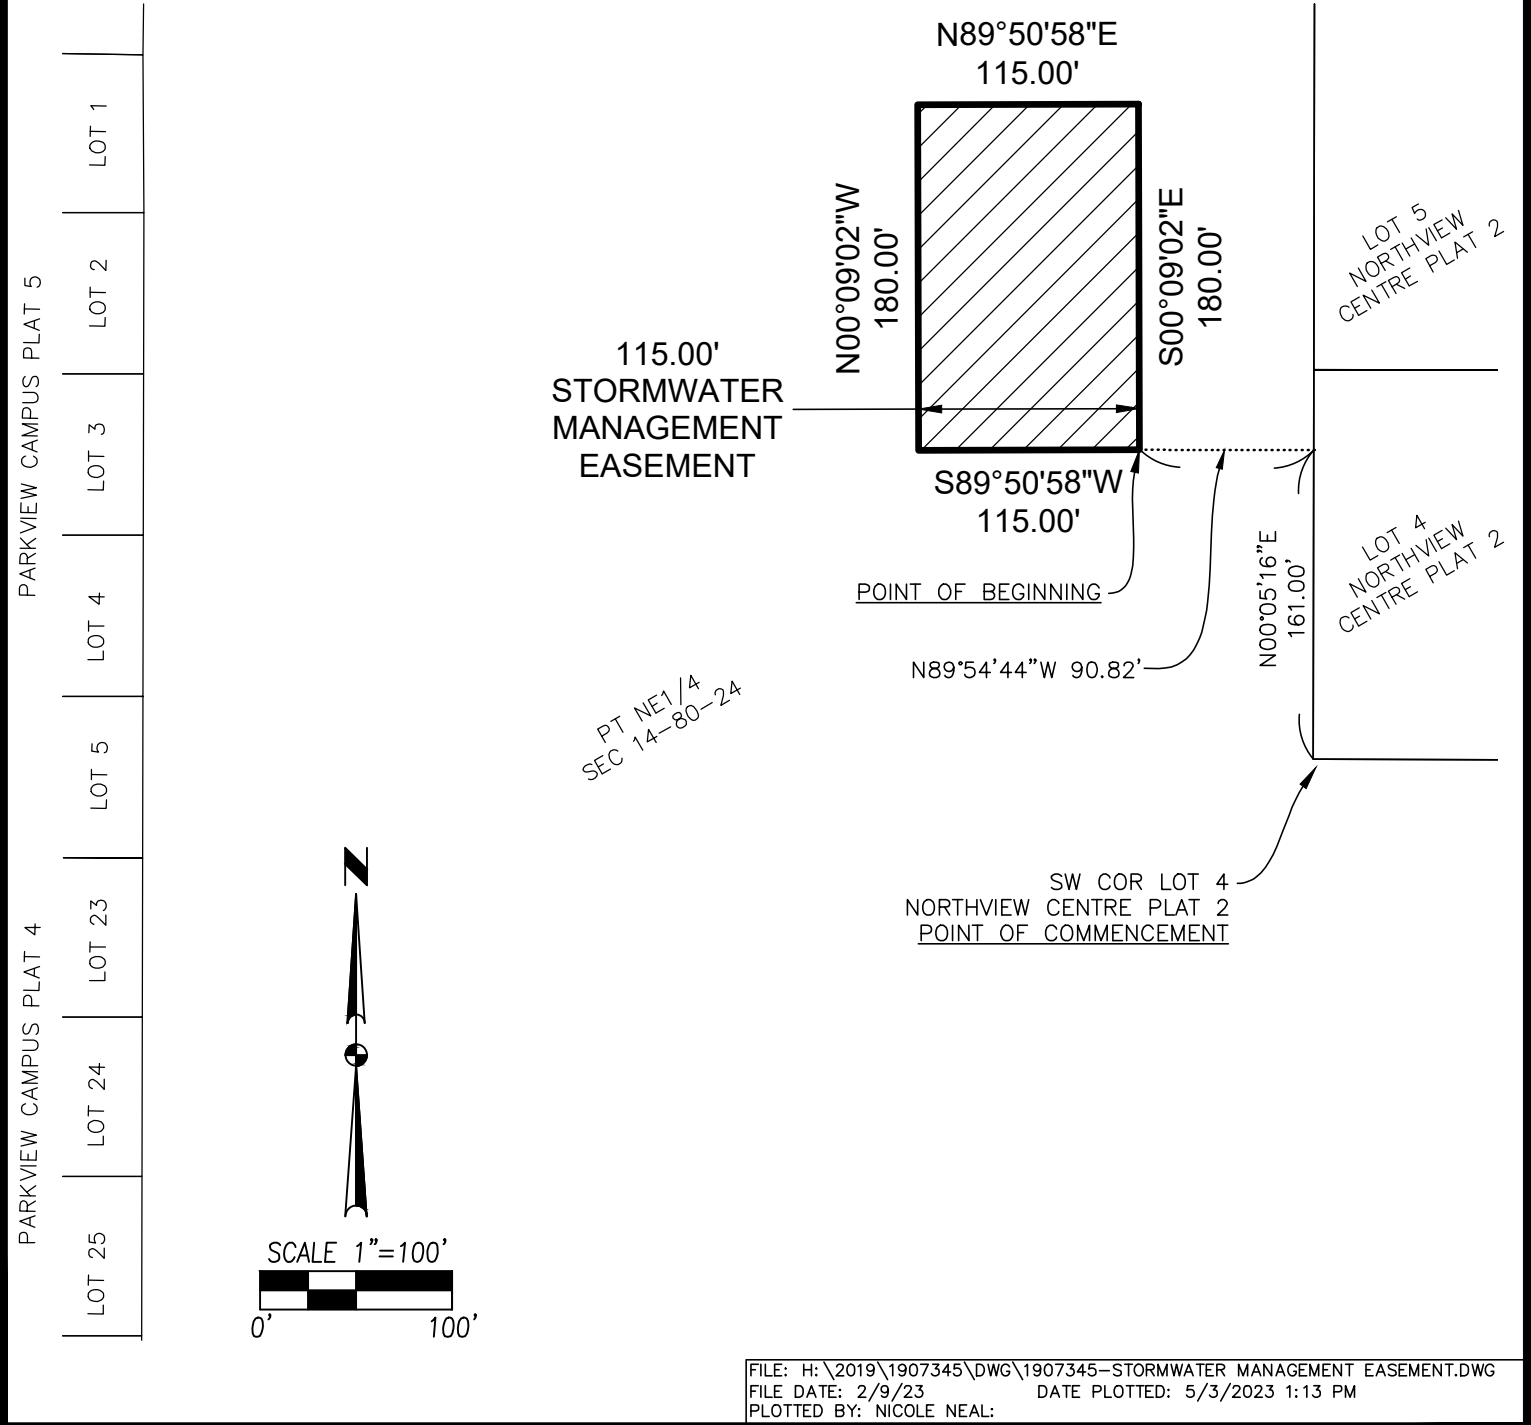 N89°50'58"E
115.00'
N00°09'02"W
180.00'
S00°09'02"E
180.00'
S89°50'58"W
115.00'
115.00'
STORMWATER
MANAGEMENT
EASEMENT
POINT OF BEGINNING
N89°54'44"W 90.82'
N00°05'16"E
161.00'
LOT 5
NORTHVIEW
CENTRE PLAT 2
LOT 4
NORTHVIEW
CENTRE PLAT 2
PT NE1/4
SEC 14-80-24
SW COR LOT 4
NORTHVIEW CENTRE PLAT 2
POINT OF COMMENCEMENT
PARKVIEW CAMPUS PLAT 5
LOT 1
LOT 2
LOT 3
LOT 4
LOT 5
PARKVIEW CAMPUS PLAT 4
LOT 23
LOT 24
LOT 25
N
SCALE 1"=100'
0' 100'
FILE: H:\2019\1907345\DWG\1907345-STORMWATER MANAGEMENT EASEMENT.DWG
FILE DATE: 2/9/23 DATE PLOTTED: 5/3/2023 1:13 PM
PLOTTED BY: NICOLE NEAL: